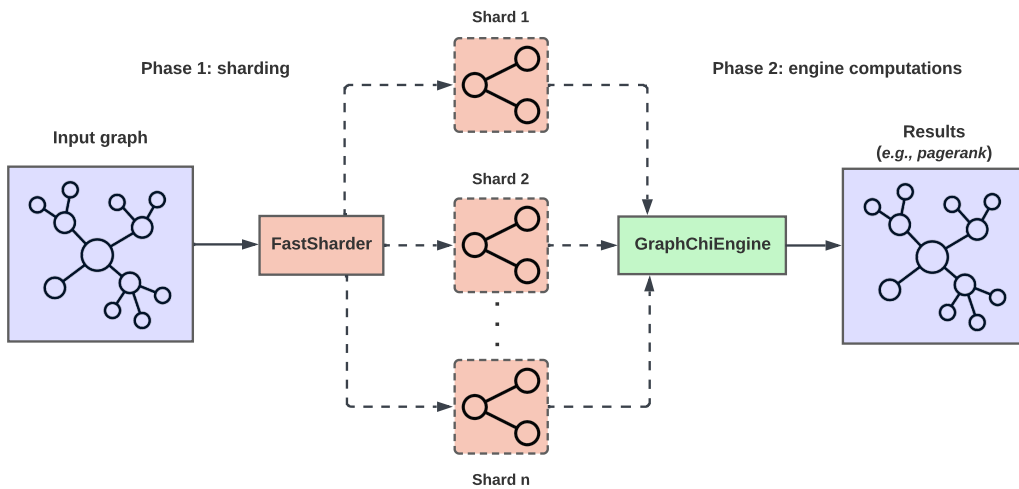 Shard 1
Phase 1: sharding
Phase 2: engine computations
Input graph
Results
(e.g., pagerank)
Shard 2
FastSharder
GraphChiEngine
Shard n